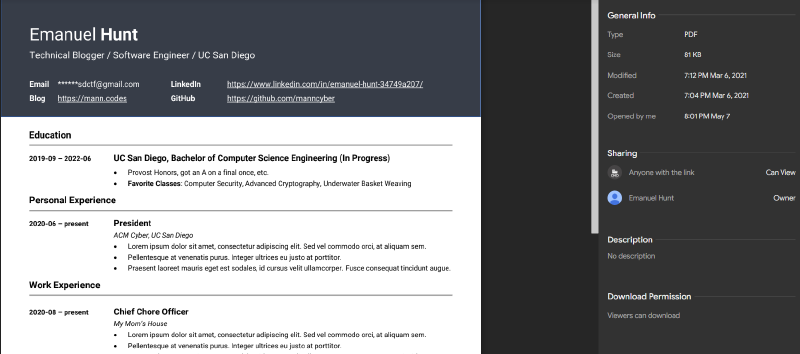 Emanuel Hunt
Technical Blogger / Software Engineer / UC San Diego
Email ******sdctf@gmail.com LinkedIn https://www.linkedin.com/in/emanuel-hunt-34749a207/
Blog https://mann.codes GitHub https://github.com/manncyber
Education
2019-09 – 2022-06 UC San Diego, Bachelor of Computer Science Engineering (In Progress)
• Provost Honors, got an A on a final once, etc.
• Favorite Classes: Computer Security, Advanced Cryptography, Underwater Basket Weaving
Personal Experience
2020-06 – present President
ACM Cyber, UC San Diego
• Lorem ipsum dolor sit amet, consectetur adipiscing elit. Sed vel commodo orci, at aliquam sem.
• Pellentesque at venenatis purus. Integer ultrices eu justo at porttitor.
• Praesent laoreet mauris eget est sodales, id cursus velit ullamcorper. Fusce consequat tincidunt augue.
Work Experience
2020-08 – present Chief Chore Officer
My Mom's House
• Lorem ipsum dolor sit amet, consectetur adipiscing elit. Sed vel commodo orci, at aliquam sem.
• Pellentesque at venenatis purus. Integer ultrices eu justo at porttitor.
General Info
Type PDF
Size 81 KB
Modified 7:12 PM Mar 6, 2021
Created 7:04 PM Mar 6, 2021
Opened by me 8:01 PM May 7
Sharing
Anyone with the link Can View
Emanuel Hunt Owner
Description
No description
Download Permission
Viewers can download